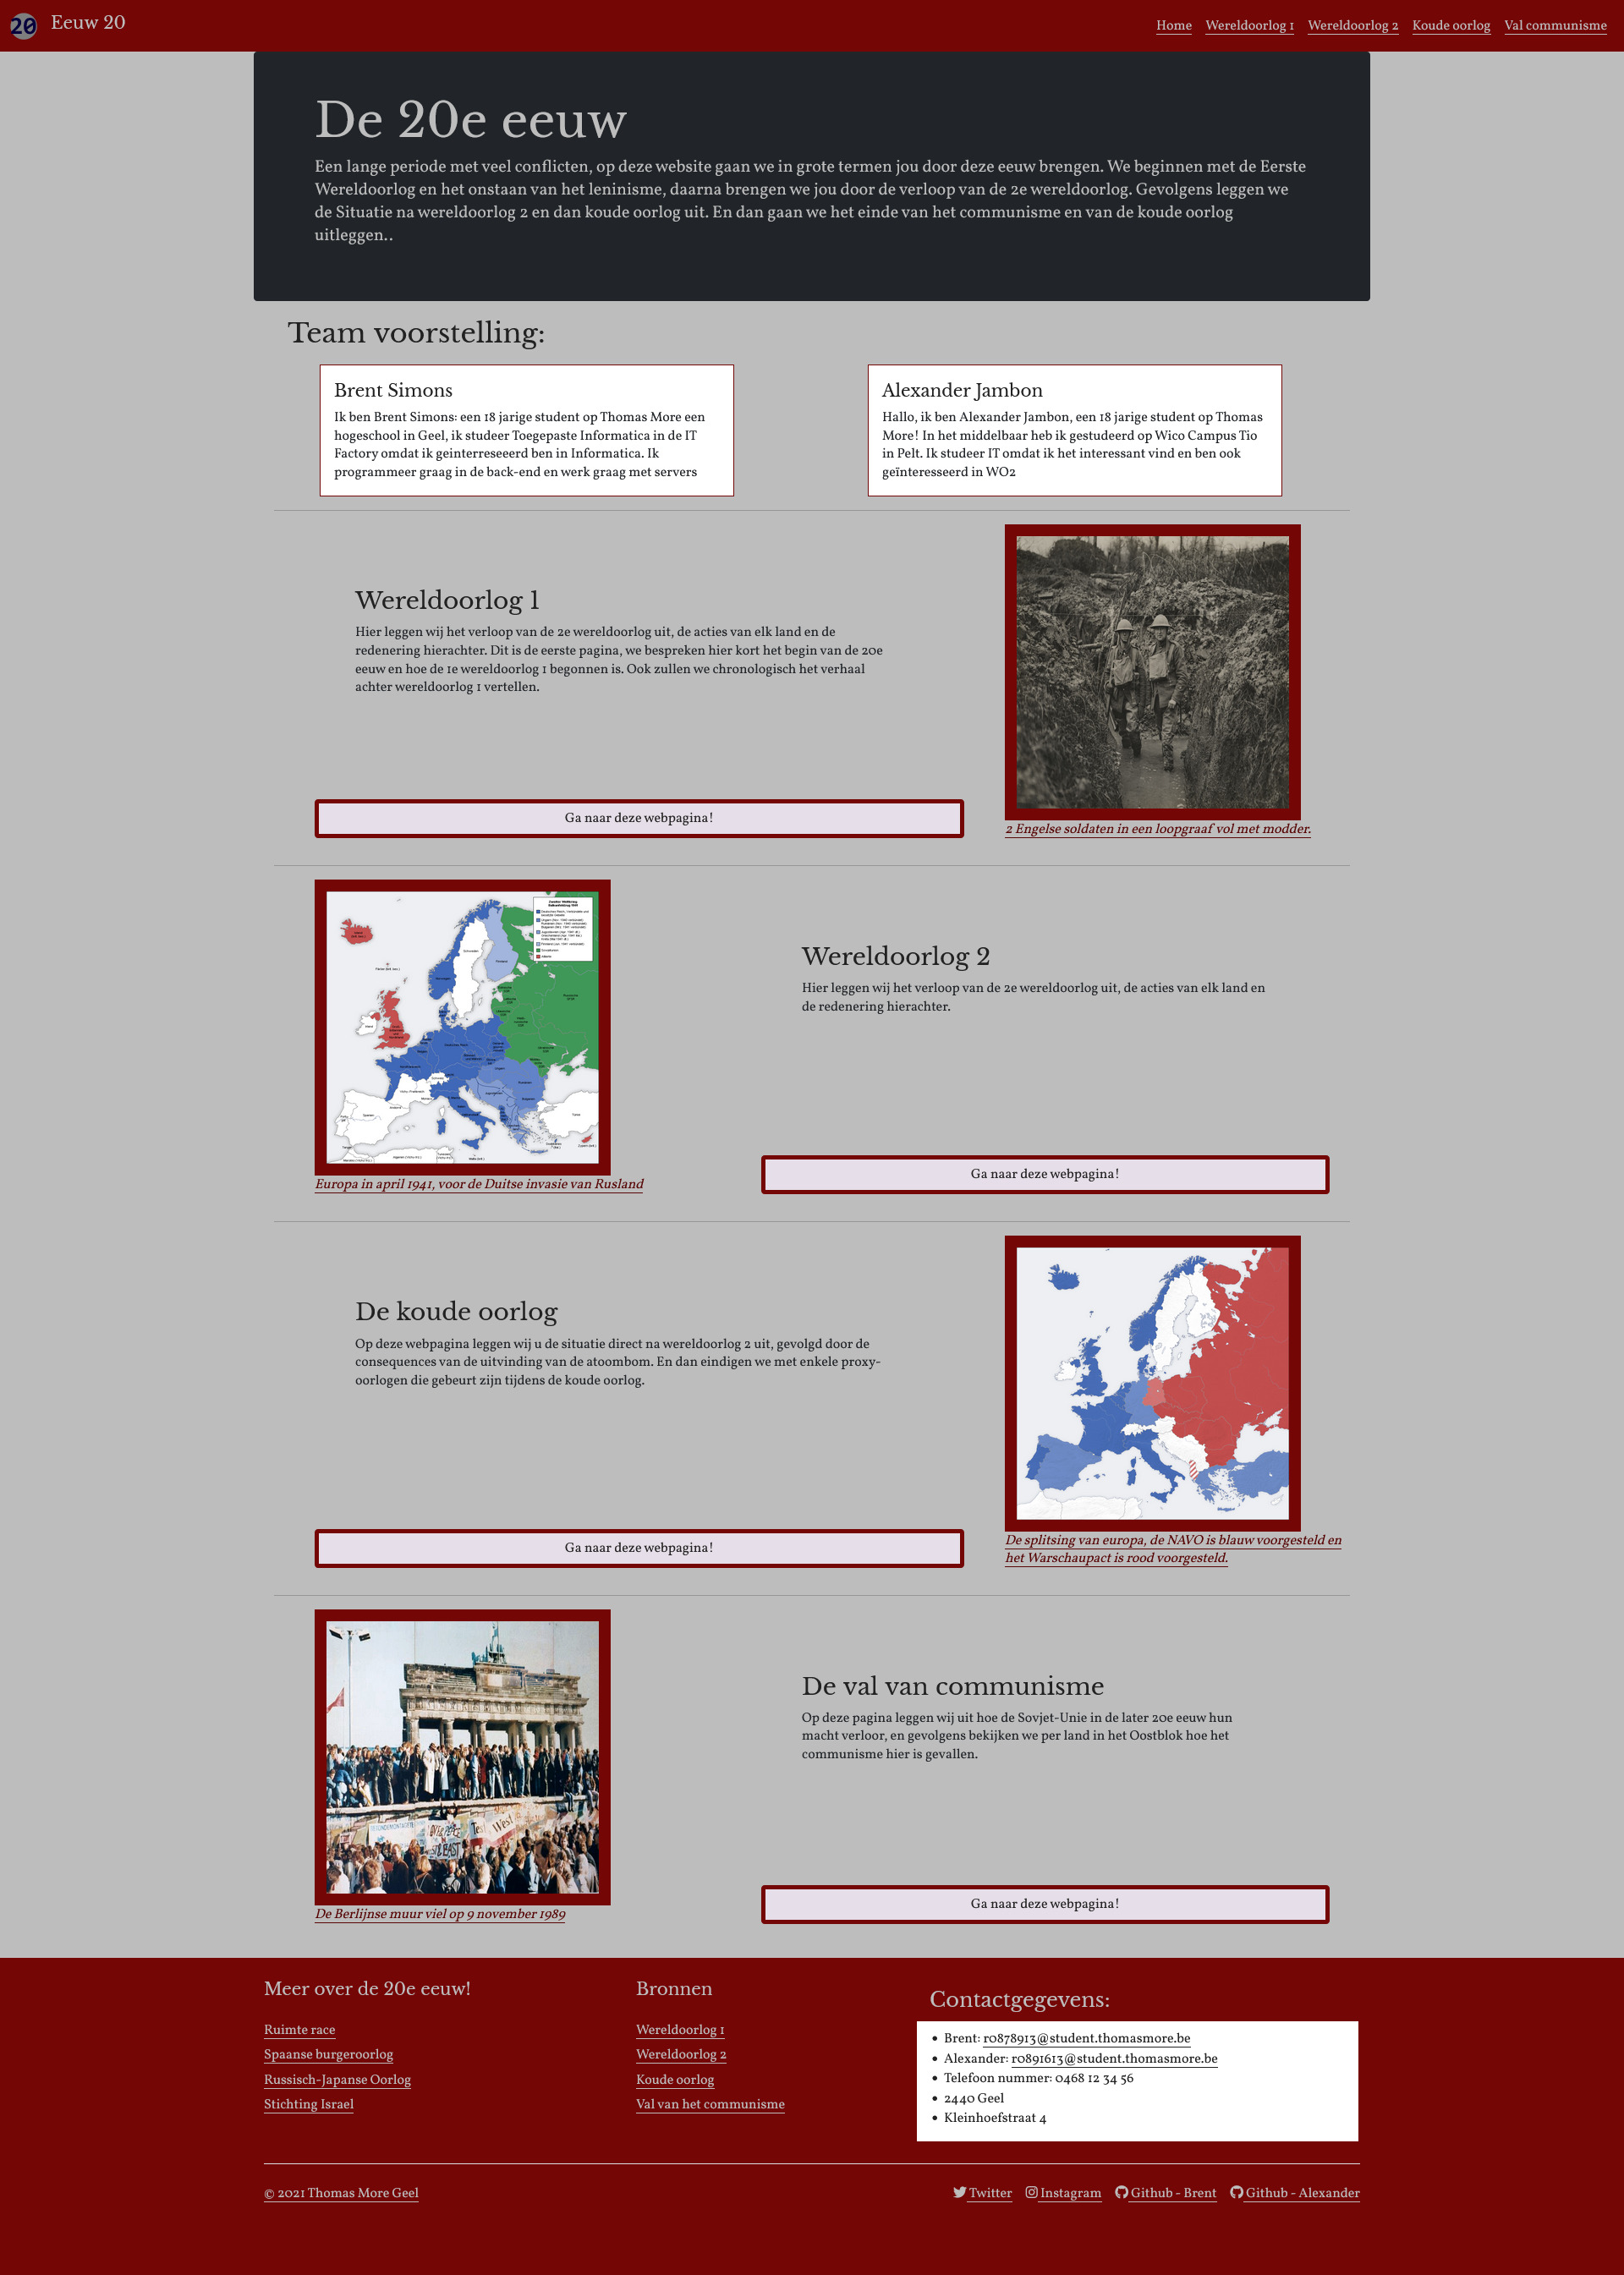 20 Eeuw 20
Home Wereldoorlog 1 Wereldoorlog 2 Koude oorlog Val communisme
De 20e eeuw
Een lange periode met veel conflicten, op deze website gaan we in grote termen jou door deze eeuw brengen. We beginnen met de Eerste
Wereldoorlog en het onstaan van het leninisme, daarna brengen we jou door de verloop van de 2e wereldoorlog. Gevolgens leggen we
de Situatie na wereldoorlog 2 en dan koude oorlog uit. En dan gaan we het einde van het communisme en van de koude oorlog
uitleggen..
Team voorstelling:
Brent Simons
Ik ben Brent Simons: een 18 jarige student op Thomas More een
hogeschool in Geel, ik studeer Toegepaste Informatica in de IT
Factory omdat ik geinterreseeerd ben in Informatica. Ik
programmeer graag in de back-end en werk graag met servers
Alexander Jambon
Hallo, ik ben Alexander Jambon, een 18 jarige student op Thomas
More! In het middelbaar heb ik gestudeerd op Wico Campus Tio
in Pelt. Ik studeer IT omdat ik het interessant vind en ben ook
geïnteresseerd in WO2
Wereldoorlog 1
Hier leggen wij het verloop van de 2e wereldoorlog uit, de acties van elk land en de
redenering hierachter. Dit is de eerste pagina, we bespreken hier kort het begin van de 20e
eeuw en hoe de 1e wereldoorlog 1 begonnen is. Ook zullen we chronologisch het verhaal
achter wereldoorlog 1 vertellen.
Ga naar deze webpagina!
2 Engelse soldaten in een loopgraaf vol met modder.
Europa in april 1941, voor de Duitse invasie van Rusland
Wereldoorlog 2
Hier leggen wij het verloop van de 2e wereldoorlog uit, de acties van elk land en
de redenering hierachter.
Ga naar deze webpagina!
De koude oorlog
Op deze webpagina leggen wij u de situatie direct na wereldoorlog 2 uit, gevolgd door de
consequences van de uitvinding van de atoombom. En dan eindigen we met enkele proxy-
oorlogen die gebeurt zijn tijdens de koude oorlog.
Ga naar deze webpagina!
De splitsing van europa, de NAVO is blauw voorgesteld en
het Warschaupact is rood voorgesteld.
De Berlijnse muur viel op 9 november 1989
De val van communisme
Op deze pagina leggen wij uit hoe de Sovjet-Unie in de later 20e eeuw hun
macht verloor, en gevolgens bekijken we per land in het Oostblok hoe het
communisme hier is gevallen.
Ga naar deze webpagina!
Meer over de 20e eeuw!
Ruimte race
Spaanse burgeroorlog
Russisch-Japanse Oorlog
Stichting Israel
Bronnen
Wereldoorlog 1
Wereldoorlog 2
Koude oorlog
Val van het communisme
Contactgegevens:
• Brent: r0878913@student.thomasmore.be
• Alexander: r0891613@student.thomasmore.be
• Telefoon nummer: 0468 12 34 56
• 2440 Geel
• Kleinhoefstraat 4
© 2021 Thomas More Geel
Twitter Instagram Github - Brent Github - Alexander